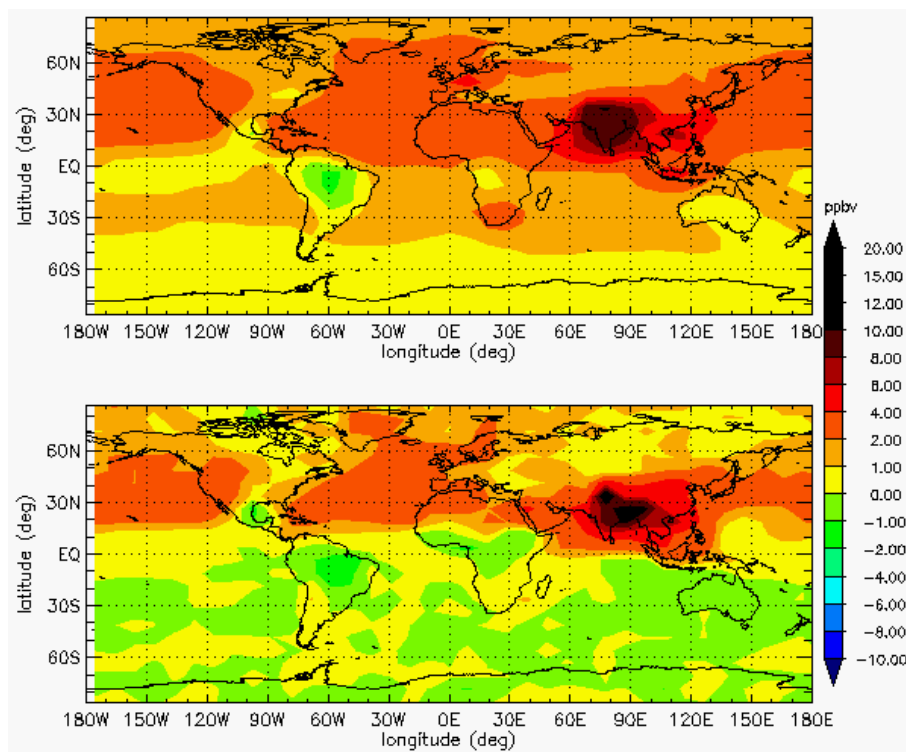 latitude (deg)
60N
30N
EQ
30S
60S
180W 150W 120W 90W 60W 30W 0E 30E 60E 90E 120E 150E 180E
longitude (deg)
ppbv
20.00
15.00
12.00
10.00
8.00
6.00
4.00
2.00
1.00
0.00
-1.00
-2.00
-4.00
-6.00
-8.00
-10.00
latitude (deg)
60N
30N
EQ
30S
60S
180W 150W 120W 90W 60W 30W 0E 30E 60E 90E 120E 150E 180E
longitude (deg)